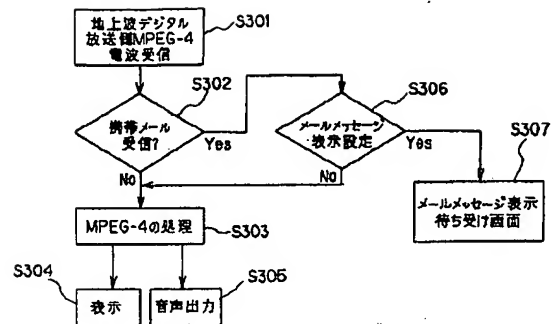 地上波デジタル
放送側MPEG-4
電波受信
S301
S302
携帯メール
受信?
Yes
No
S306
メールメッセージ
表示設定
Yes
No
S307
メールメッセージ表示
待ち受け画面
MPEG-4の処理
S303
S304
表示
音声出力
S305